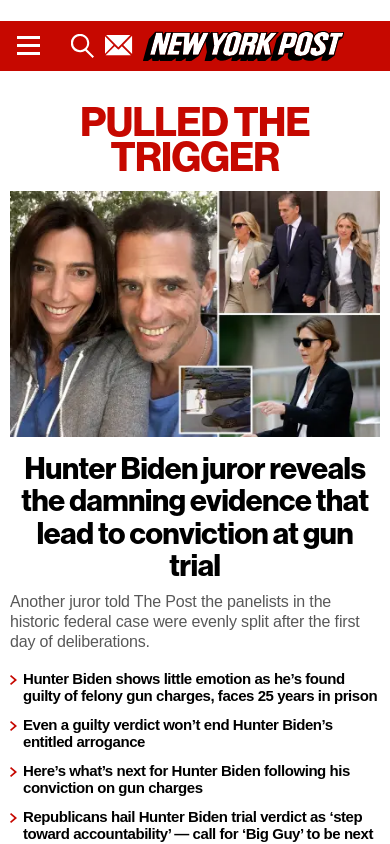 NEW YORK POST
PULLED THE
TRIGGER
Hunter Biden juror reveals
the damning evidence that
lead to conviction at gun
trial
Another juror told The Post the panelists in the
historic federal case were evenly split after the first
day of deliberations.
Hunter Biden shows little emotion as he’s found
guilty of felony gun charges, faces 25 years in prison
Even a guilty verdict won’t end Hunter Biden’s
entitled arrogance
Here’s what’s next for Hunter Biden following his
conviction on gun charges
Republicans hail Hunter Biden trial verdict as ‘step
toward accountability’ — call for ‘Big Guy’ to be next